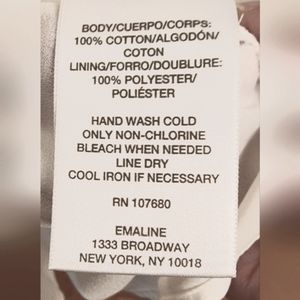 BODY/CUERPO/CORPS:
100% COTTON/ALGODÓN/
COTON
LINING/FORRO/DOUBLURE:
100% POLYESTER/
POLIÉSTER
HAND WASH COLD
ONLY NON-CHLORINE
BLEACH WHEN NEEDED
LINE DRY
COOL IRON IF NECESSARY
RN 107680
EMALINE
1333 BROADWAY
NEW YORK, NY 10018